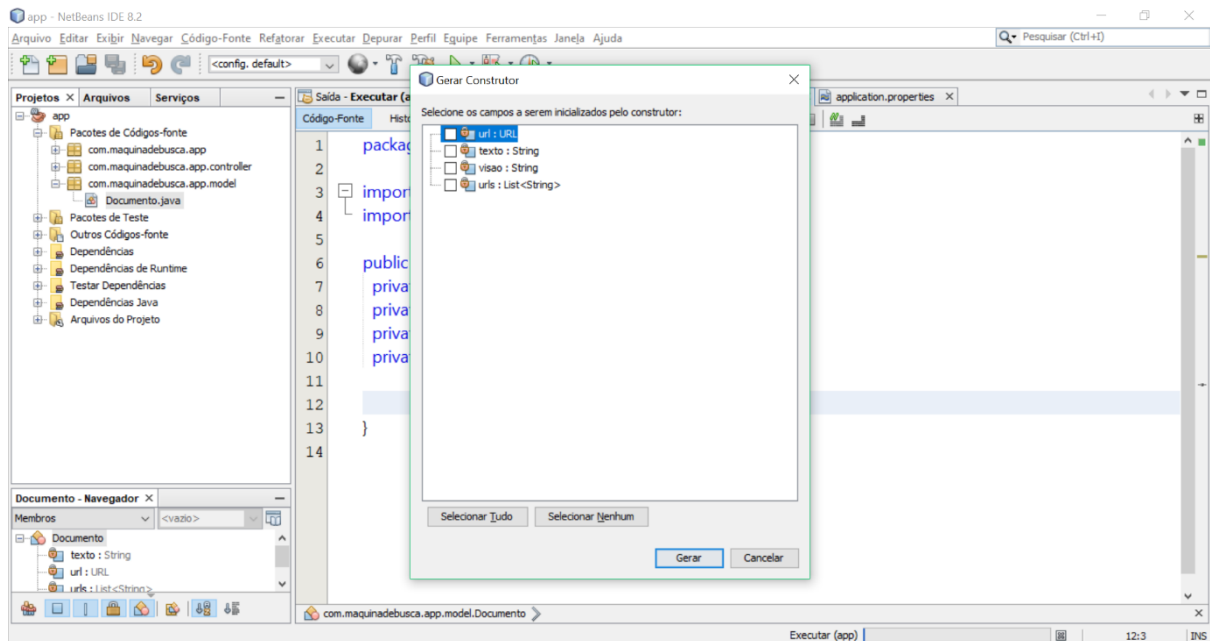 app - NetBeans IDE 8.2
Arquivo Editar Exibir Navegar Código-Fonte Refatorar Executar Depurar Perfil Equipe Ferramentas Janela Ajuda
Pesquisar (Ctrl+I)
<config. default>
Projetos Arquivos Serviços
app
Pacotes de Códigos-fonte
com.maquinadebusca.app
com.maquinadebusca.app.controller
com.maquinadebusca.app.model
Documento.java
Pacotes de Teste
Outros Códigos-fonte
Dependências
Dependências de Runtime
Testar Dependências
Dependências Java
Arquivos do Projeto
Documento - Navegador
Membros <vazio>
Documento
texto : String
url : URL
urls : List<String>
Saída - Executar (a
application.properties
Código-Fonte Histó
1 packag
2
3 import
4 import
5
6 public
7 priva
8 priva
9 priva
10 priva
11
12
13 }
14
Gerar Construtor
Selecione os campos a serem inicializados pelo construtor:
url : URL
texto : String
visao : String
urls : List<String>
Selecionar Tudo Selecionar Nenhum
Gerar Cancelar
com.maquinadebusca.app.model.Documento
Executar (app) 12:3 INS